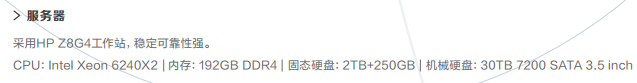 > 服务器
采用HP Z8G4工作站, 稳定可靠性强。
CPU: Intel Xeon 6240X2 | 内存: 192GB DDR4 | 固态硬盘: 2TB+250GB | 机械硬盘: 30TB 7200 SATA 3.5 inch